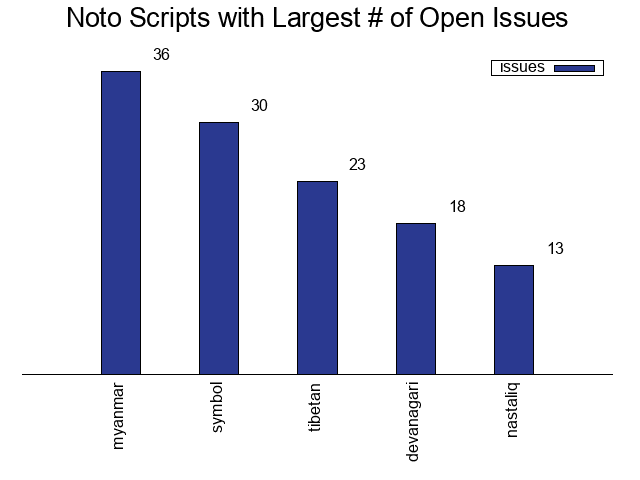 Noto Scripts with Largest # of Open Issues
issues
36
30
23
18
13
myanmar
symbol
tibetan
devanagari
nastaliq